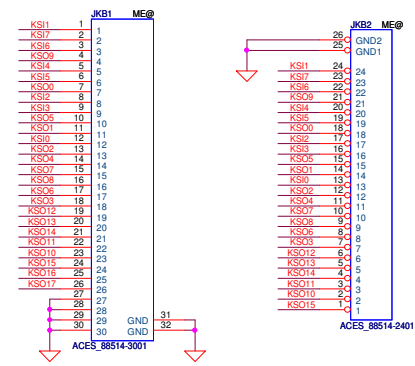 JKB1 ME@
KSI1 1 1
KSI7 2 2
KSI6 3 3
KSO9 4 4
KSI4 5 5
KSI5 6 6
KSO0 7 7
KSI2 8 8
KSI3 9 9
KSO5 10 10
KSO1 11 11
KSI0 12 12
KSO2 13 13
KSO4 14 14
KSO7 15 15
KSO8 16 16
KSO6 17 17
KSO3 18 18
KSO12 19 19
KSO13 20 20
KSO14 21 21
KSO11 22 22
KSO10 23 23
KSO15 24 24
KSO16 25 25
KSO17 26 26
27 27
28 28
29 29 GND 31
30 30 GND 32
ACES_88514-3001
JKB2 ME@
26 GND2
25 GND1
KSI1 24 24
KSI7 23 23
KSI6 22 22
KSO9 21 21
KSI4 20 20
KSI5 19 19
KSO0 18 18
KSI2 17 17
KSI3 16 16
KSO5 15 15
KSO1 14 14
KSI0 13 13
KSO2 12 12
KSO4 11 11
KSO7 10 10
KSO8 9 9
KSO6 8 8
KSO3 7 7
KSO12 6 6
KSO13 5 5
KSO14 4 4
KSO11 3 3
KSO10 2 2
KSO15 1 1
ACES_88514-2401